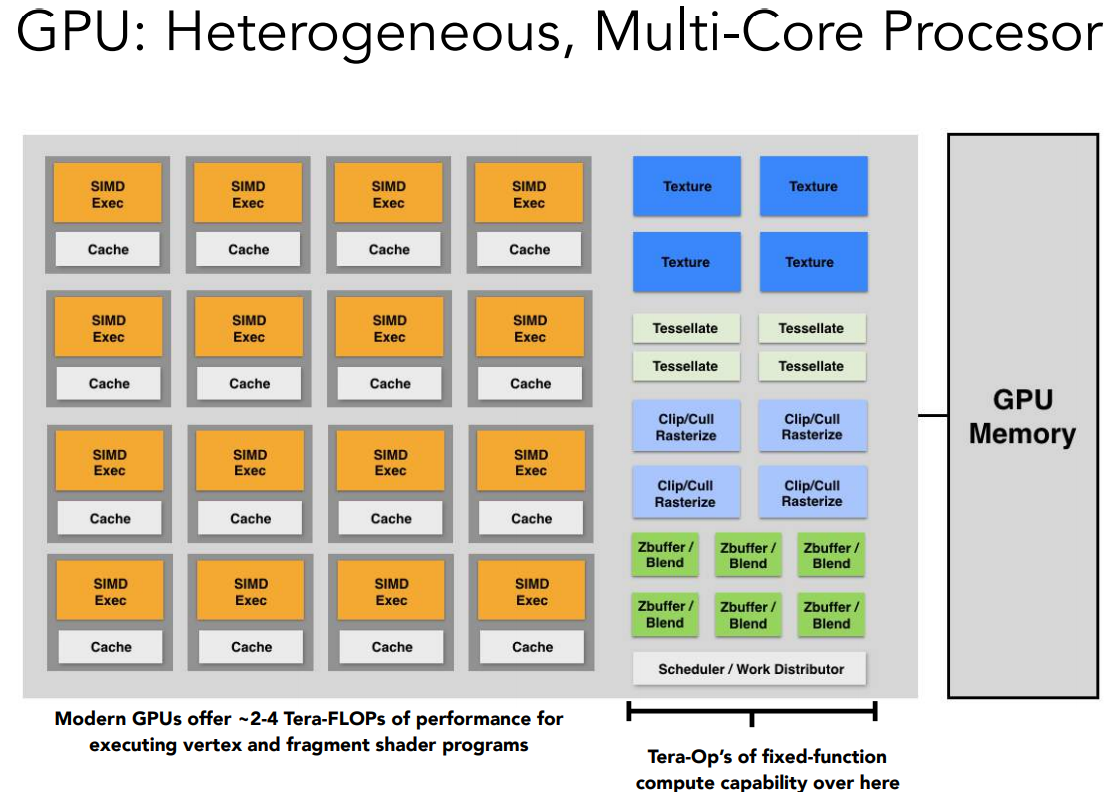 GPU: Heterogeneous, Multi-Core Procesor
SIMD
Exec
Cache
SIMD
Exec
Cache
SIMD
Exec
Cache
SIMD
Exec
Cache
SIMD
Exec
Cache
SIMD
Exec
Cache
SIMD
Exec
Cache
SIMD
Exec
Cache
SIMD
Exec
Cache
SIMD
Exec
Cache
SIMD
Exec
Cache
SIMD
Exec
Cache
SIMD
Exec
Cache
SIMD
Exec
Cache
SIMD
Exec
Cache
SIMD
Exec
Cache
Texture
Texture
Texture
Texture
Tessellate
Tessellate
Tessellate
Tessellate
Clip/Cull
Rasterize
Clip/Cull
Rasterize
Clip/Cull
Rasterize
Clip/Cull
Rasterize
Zbuffer /
Blend
Zbuffer /
Blend
Zbuffer /
Blend
Zbuffer /
Blend
Zbuffer /
Blend
Zbuffer /
Blend
Scheduler / Work Distributor
GPU
Memory
Modern GPUs offer ~2-4 Tera-FLOPs of performance for
executing vertex and fragment shader programs
Tera-Op’s of fixed-function
compute capability over here